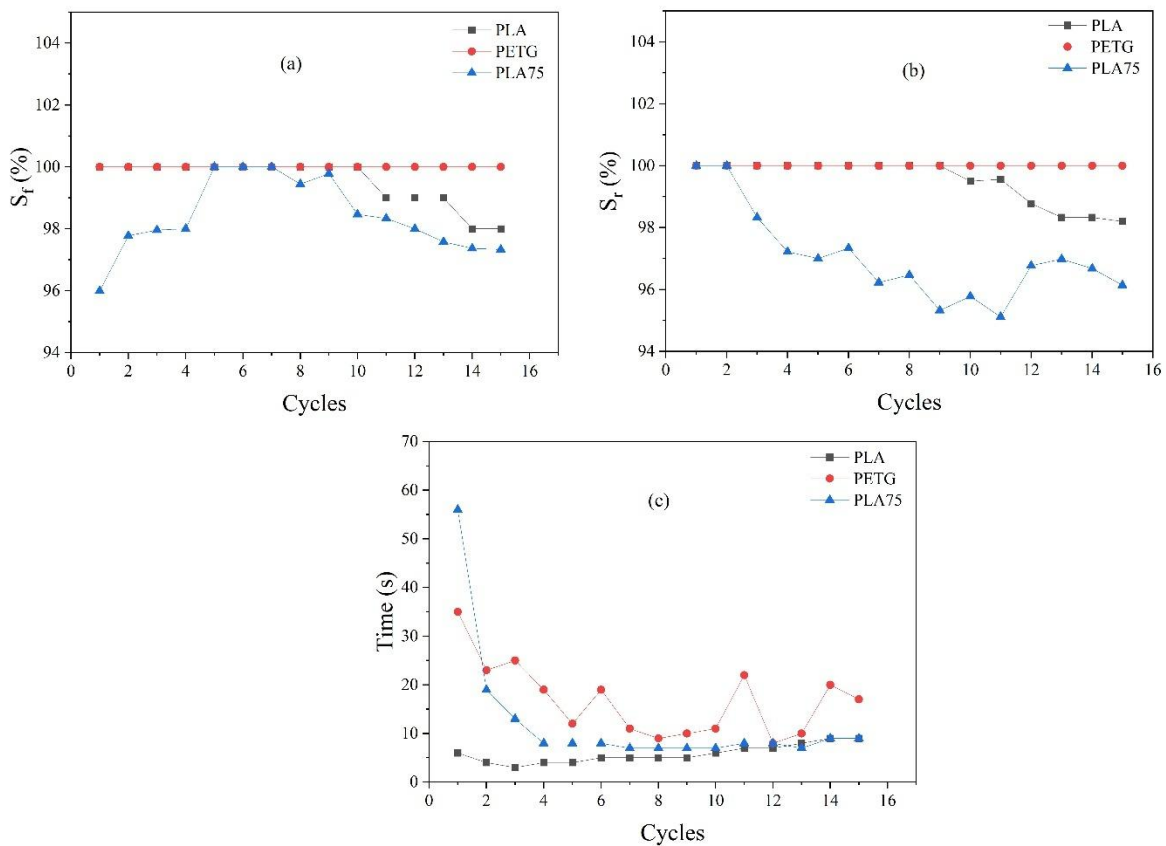 104
102
100
98
96
94
S_f (%)
(a)
PLA
PETG
PLA75
0 2 4 6 8 10 12 14 16
Cycles
104
102
100
98
96
94
S_r (%)
(b)
PLA
PETG
PLA75
0 2 4 6 8 10 12 14 16
Cycles
70
60
50
40
30
20
10
0
Time (s)
(c)
PLA
PETG
PLA75
0 2 4 6 8 10 12 14 16
Cycles